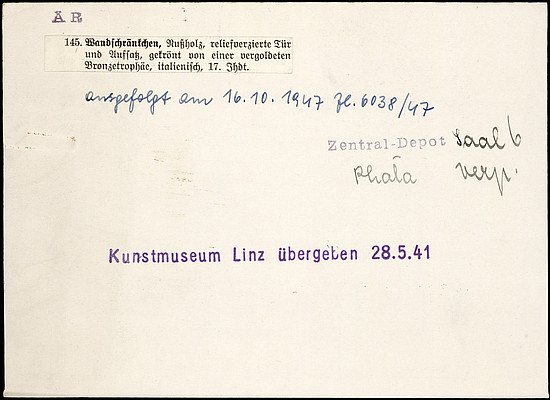 AR
145. Wandschränkchen, Nußholz, reliefverzierte Tür
und Aufsatz, gekrönt von einer vergoldeten
Bronzetrophäe, italienisch, 17. Jhdt.
ausgefolgt am 16.10.1947 Zl. 6038/47
Zentral-Depot Saal 6
verp.
Kunstmuseum Linz übergeben 28.5.41